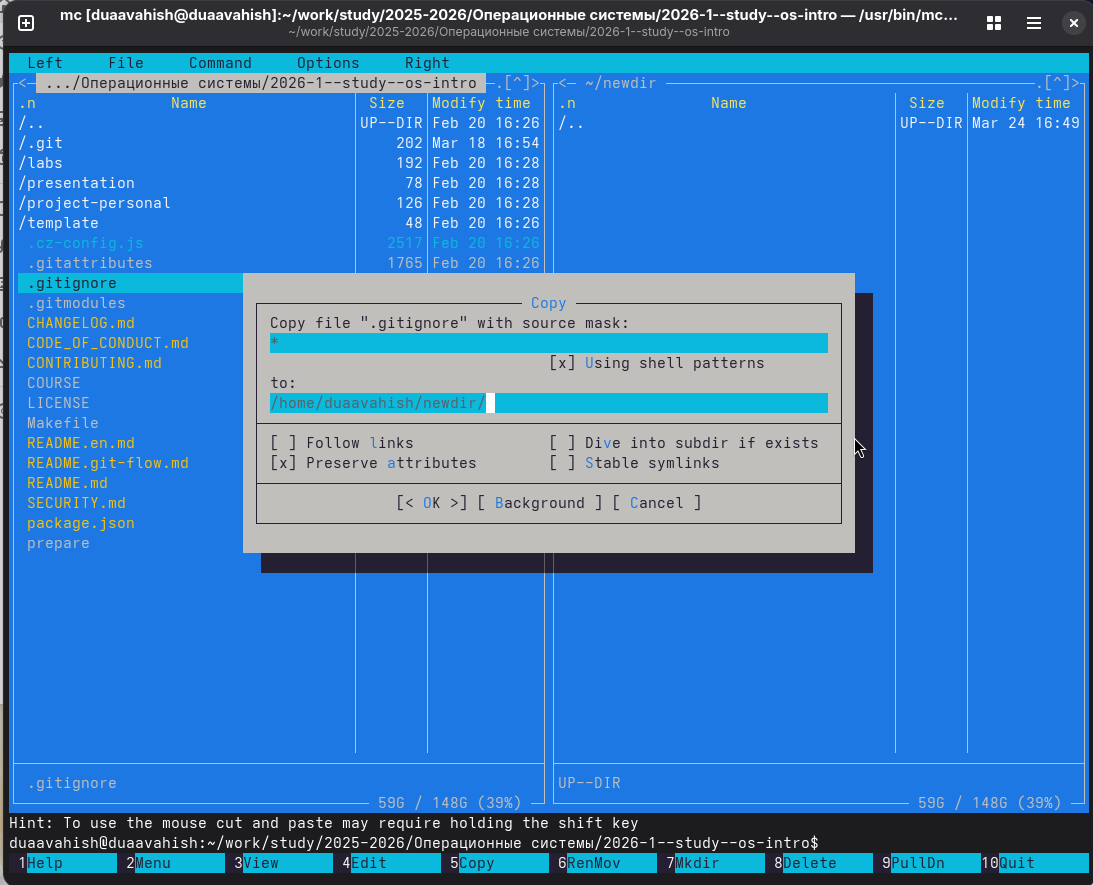 mc [duaavahish@duaavahish]:~/work/study/2025-2026/Операционные системы/2026-1--study--os-intro — /usr/bin/mc…
~/work/study/2025-2026/Операционные системы/2026-1--study--os-intro
Left File Command Options Right
<— .../Операционные системы/2026-1--study--os-intro —.[^]>
<— ~/newdir —.[^]>
.n Name Size Modify time .n Name Size Modify time
/.. UP--DIR Feb 20 16:26 /.. UP--DIR Mar 24 16:49
/.git 202 Mar 18 16:54
/labs 192 Feb 20 16:28
/presentation 78 Feb 20 16:28
/project-personal 126 Feb 20 16:28
/template 48 Feb 20 16:26
.cz-config.js 2517 Feb 20 16:26
.gitattributes 1765 Feb 20 16:26
.gitignore
.gitmodules
CHANGELOG.md
CODE_OF_CONDUCT.md
CONTRIBUTING.md
COURSE
LICENSE
Makefile
README.en.md
README.git-flow.md
README.md
SECURITY.md
package.json
prepare
Copy
Copy file ".gitignore" with source mask:
*
[x] Using shell patterns
to:
/home/duaavahish/newdir/
[ ] Follow links [ ] Dive into subdir if exists
[x] Preserve attributes [ ] Stable symlinks
[< OK >] [ Background ] [ Cancel ]
.gitignore UP--DIR
59G / 148G (39%) 59G / 148G (39%)
Hint: To use the mouse cut and paste may require holding the shift key
duaavahish@duaavahish:~/work/study/2025-2026/Операционные системы/2026-1--study--os-intro$
1Help 2Menu 3View 4Edit 5Copy 6RenMov 7Mkdir 8Delete 9PullDn 10Quit